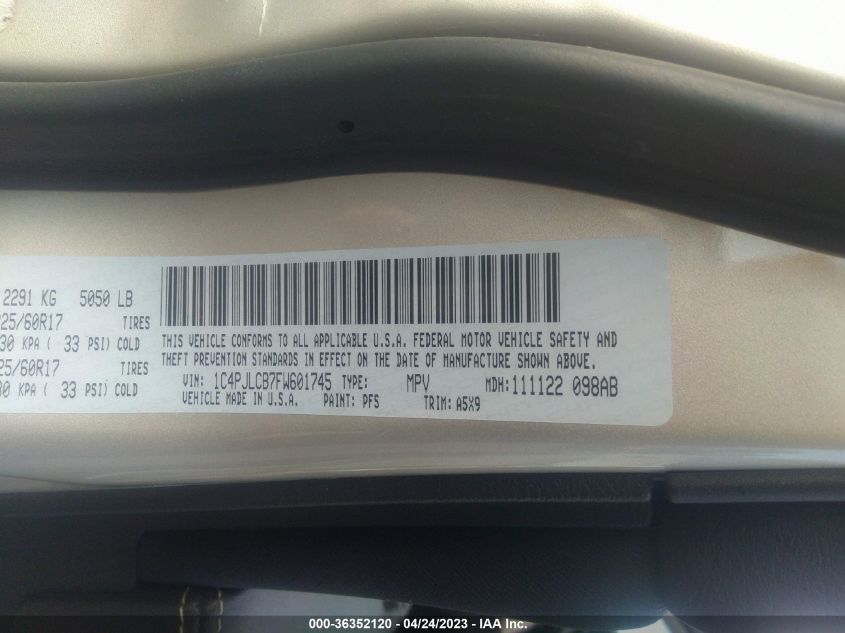 2291 KG 5050 LB
25/60R17 TIRES
30 KPA ( 33 PSI) COLD
25/60R17 TIRES
30 KPA ( 33 PSI) COLD
THIS VEHICLE CONFORMS TO ALL APPLICABLE U.S.A. FEDERAL MOTOR VEHICLE SAFETY AND
THEFT PREVENTION STANDARDS IN EFFECT ON THE DATE OF MANUFACTURE SHOWN ABOVE.
VIN: 1C4PJLCB7FW601745 TYPE: MPV MDH:111122 098AB
VEHICLE MADE IN U.S.A. PAINT: PFS TRIM: A5X9
000-36352120 - 04/24/2023 - IAA Inc.